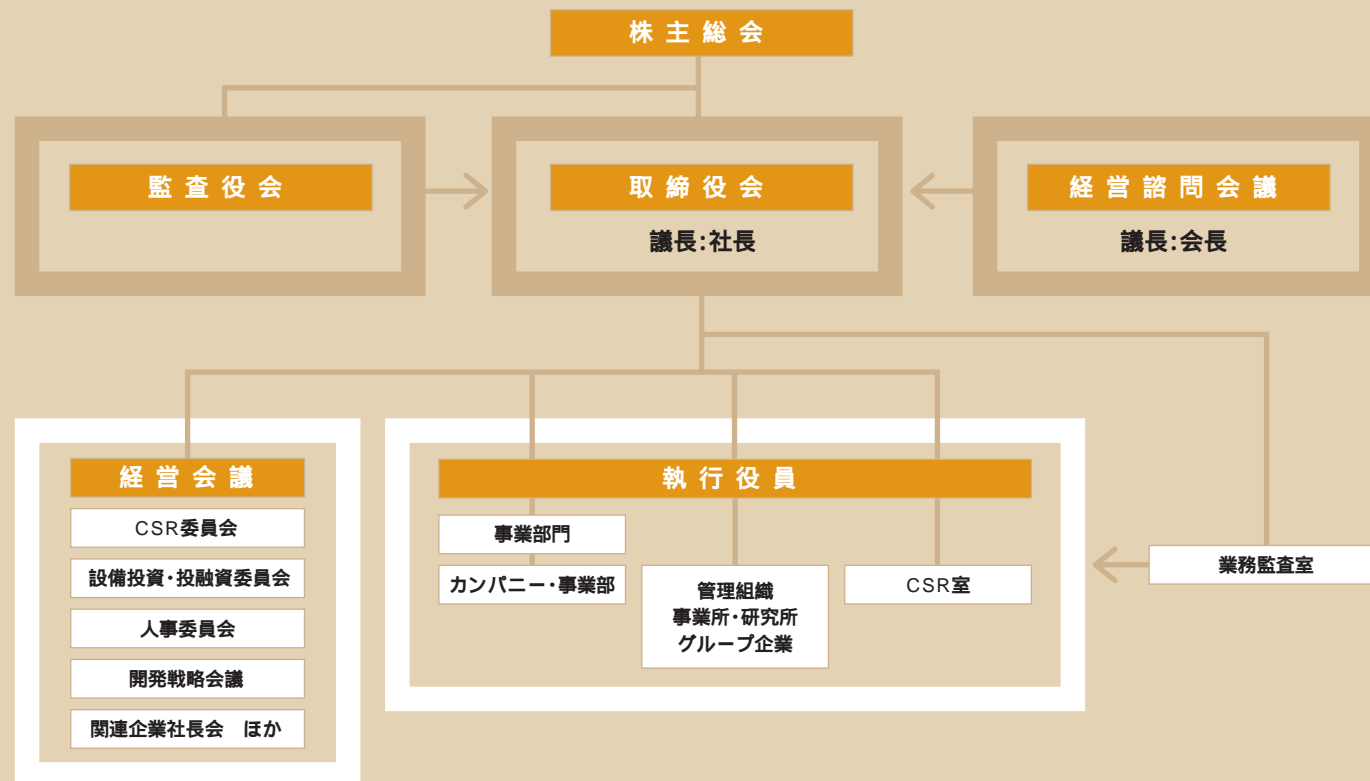 株主総会
監査役会
取締役会
議長:社長
経営諮問会議
議長:会長
経営会議
CSR委員会
設備投資・投融資委員会
人事委員会
開発戦略会議
関連企業社長会　ほか
執行役員
事業部門
カンパニー・事業部
管理組織
事業所・研究所
グループ企業
CSR室
業務監査室